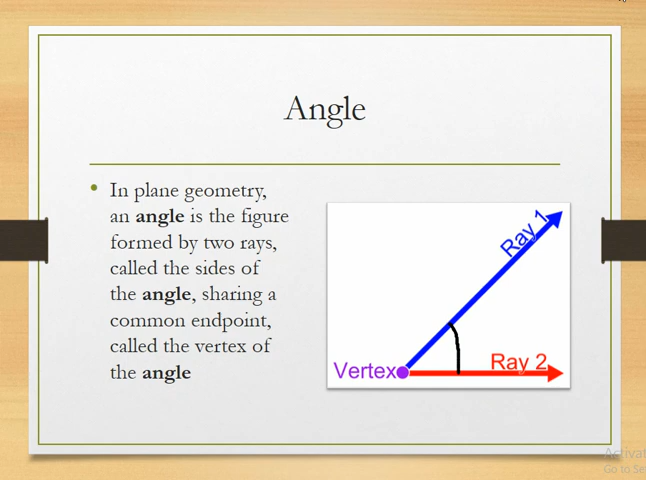 Angle
• In plane geometry,
an angle is the figure
formed by two rays,
called the sides of
the angle, sharing a
common endpoint,
called the vertex of
the angle
Ray 1
Ray 2
Vertex